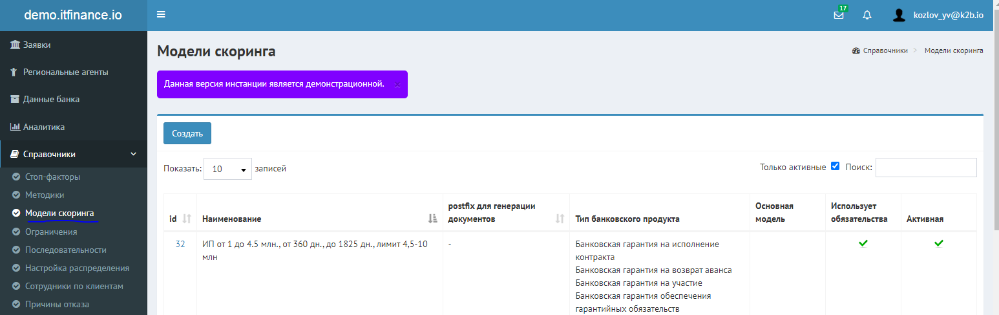 demo.itfinance.io
17
kozlov_yv@k2b.io
Заявки
Региональные агенты
Данные банка
Аналитика
Справочники
Стоп-факторы
Методики
Модели скоринга
Ограничения
Последовательности
Настройка распределения
Сотрудники по клиентам
Причины отказа
Модели скоринга
Справочники > Модели скоринга
Данная версия инстанции является демонстрационной. ×
Создать
Показать: 10 записей
Только активные Поиск:
id
Наименование
postfix для генерации
документов
Тип банковского продукта
Основная
модель
Использует
обязательства
Активная
32
ИП от 1 до 4.5 млн., от 360 дн., до 1825 дн., лимит 4,5-10
млн
-
Банковская гарантия на исполнение
контракта
Банковская гарантия на возврат аванса
Банковская гарантия на участие
Банковская гарантия обеспечения
гарантийных обязательств